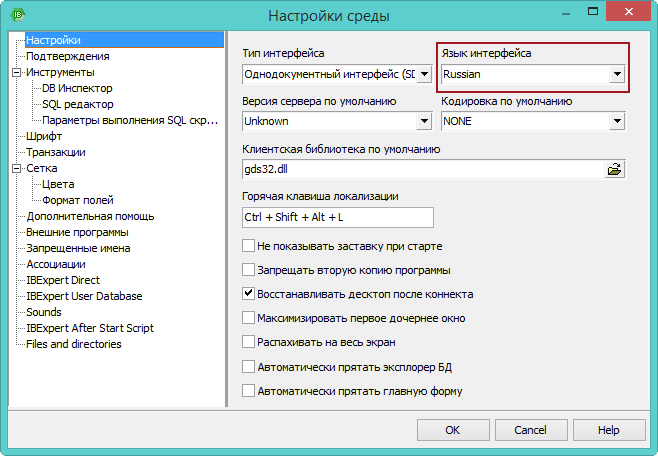 IB
Настройки среды
Настройки
Подтверждения
Инструменты
DB Инспектор
SQL редактор
Параметры выполнения SQL скр...
Шрифт
Транзакции
Сетка
Цвета
Формат полей
Дополнительная помощь
Внешние программы
Запрещенные имена
Ассоциации
IBExpert Direct
IBExpert User Database
Sounds
IBExpert After Start Script
Files and directories
Тип интерфейса
Язык интерфейса
Однодокументный интерфейс (SD
Russian
Версия сервера по умолчанию
Кодировка по умолчанию
Unknown
NONE
Клиентская библиотека по умолчанию
gds32.dll
Горячая клавиша локализации
Ctrl + Shift + Alt + L
Не показывать заставку при старте
Запрещать вторую копию программы
Восстанавливать десктоп после коннекта
Максимизировать первое дочернее окно
Распахивать на весь экран
Автоматически прятать эксплорер БД
Автоматически прятать главную форму
OK
Cancel
Help